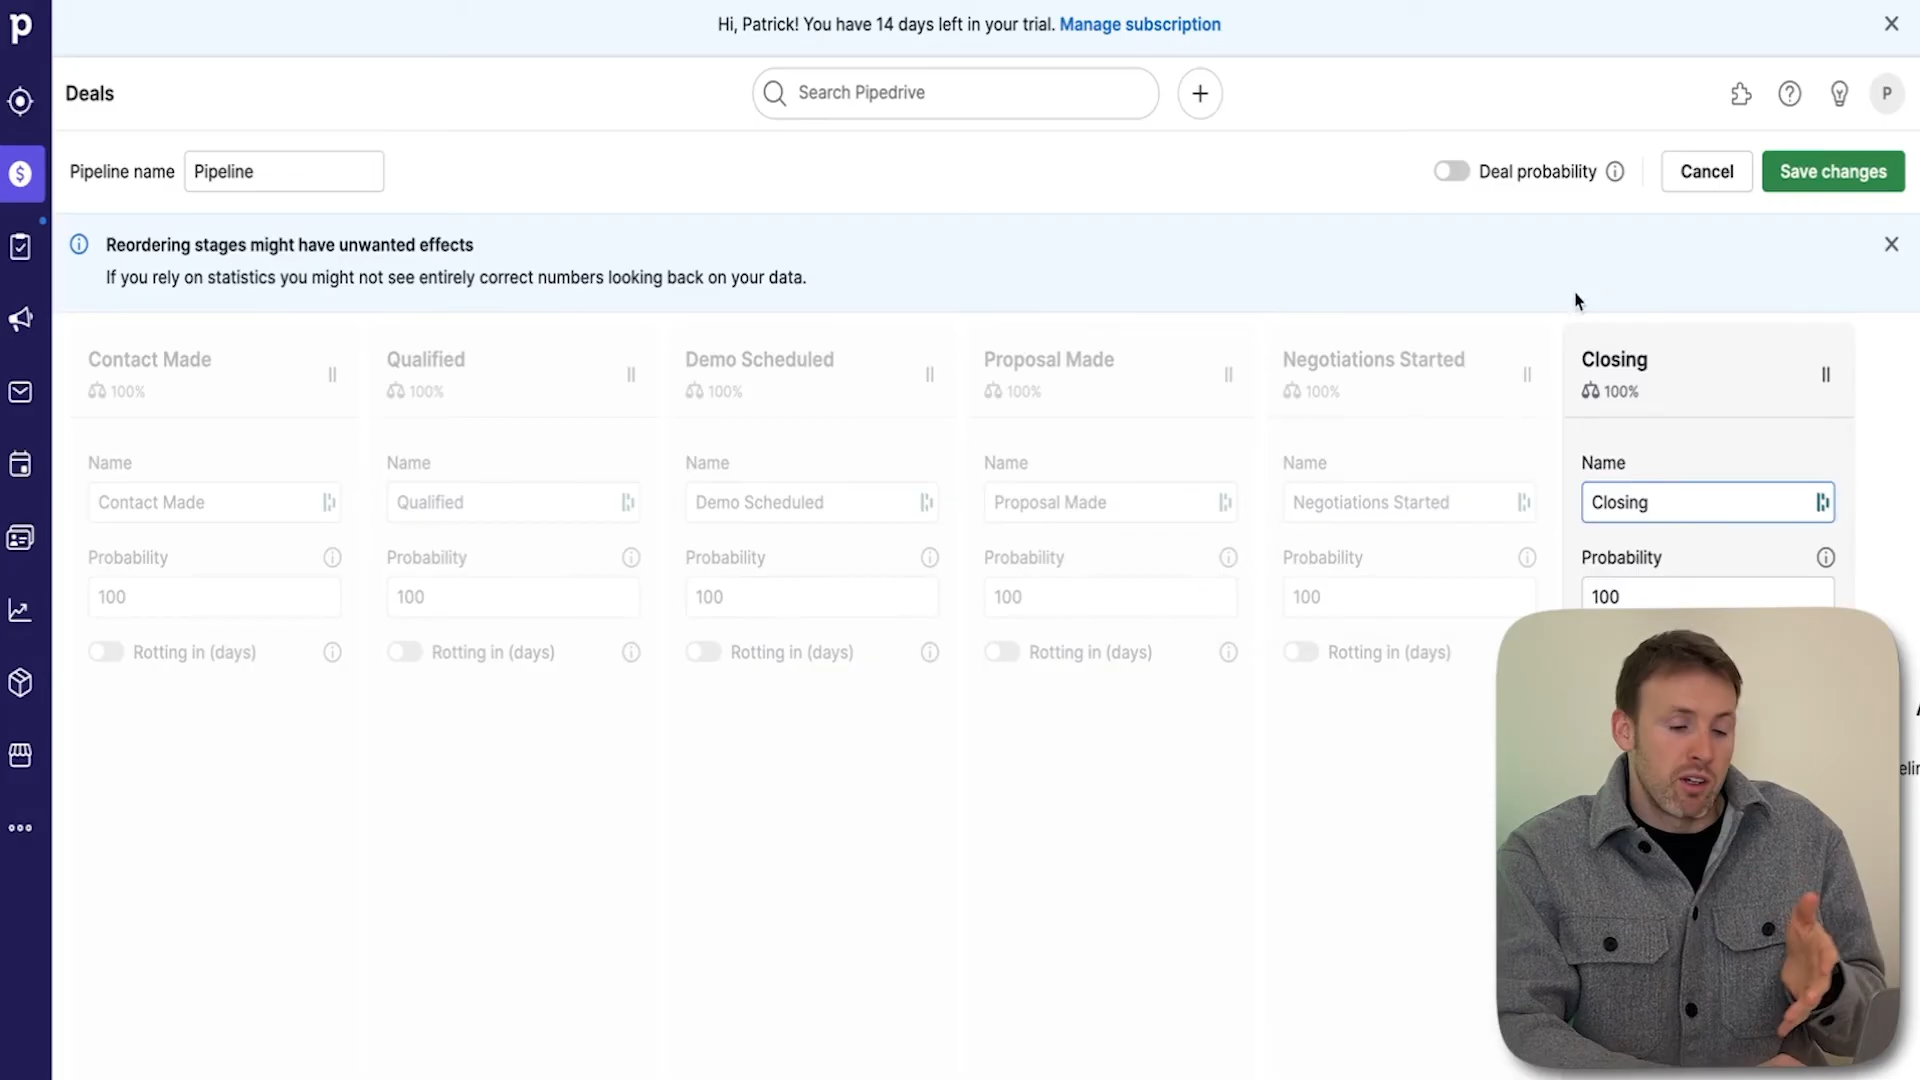 Hi, Patrick! You have 14 days left in your trial. Manage subscription
Deals
Search Pipedrive
P
Pipeline name
Pipeline
Deal probability
Cancel
Save changes
Reordering stages might have unwanted effects
If you rely on statistics you might not see entirely correct numbers looking back on your data.
Contact Made
100%
Name
Contact Made
Probability
100
Rotting in (days)
Qualified
100%
Name
Qualified
Probability
100
Rotting in (days)
Demo Scheduled
100%
Name
Demo Scheduled
Probability
100
Rotting in (days)
Proposal Made
100%
Name
Proposal Made
Probability
100
Rotting in (days)
Negotiations Started
100%
Name
Negotiations Started
Probability
100
Rotting in (days)
Closing
100%
Name
Closing
Probability
100